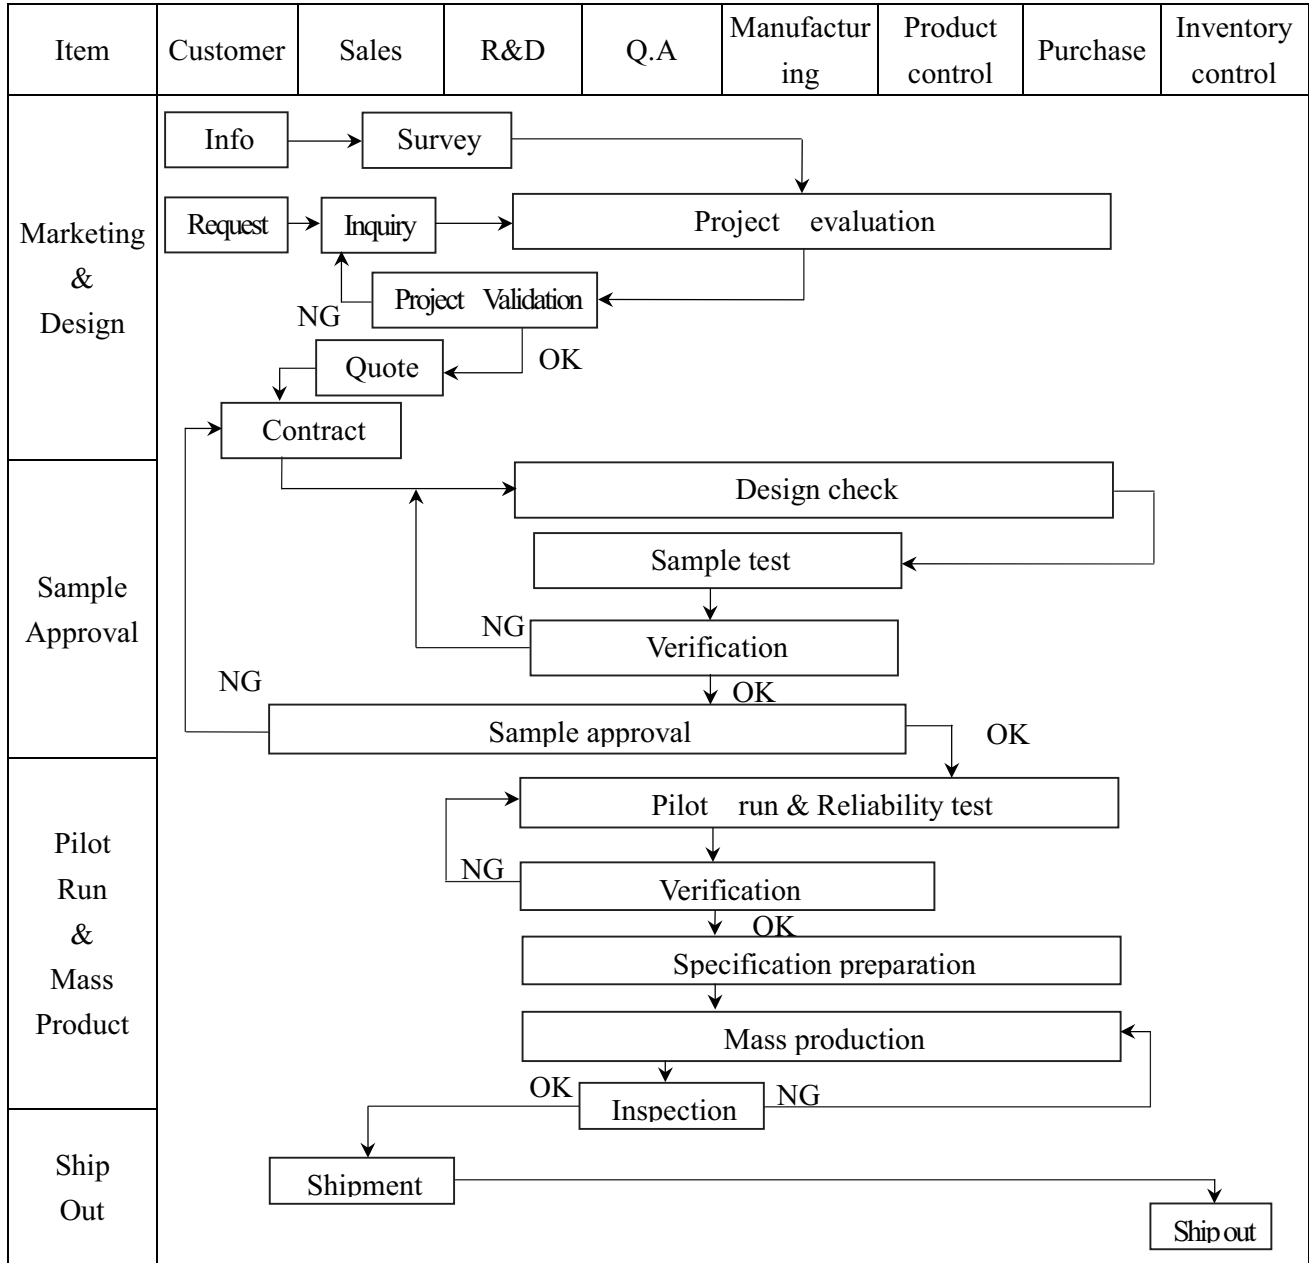 Item
Customer
Sales
R&D
Q.A
Manufactur
ing
Product
control
Purchase
Inventory
control
Marketing
&
Design
Info
Survey
Request
Inquiry
Project evaluation
Project Validation
NG
OK
Quote
Contract
Sample
Approval
Design check
Sample test
NG
Verification
OK
NG
Sample approval
OK
Pilot
Run
&
Mass
Product
Pilot run & Reliability test
NG
Verification
OK
Specification preparation
Mass production
OK
Inspection
NG
Ship
Out
Shipment
Ship out